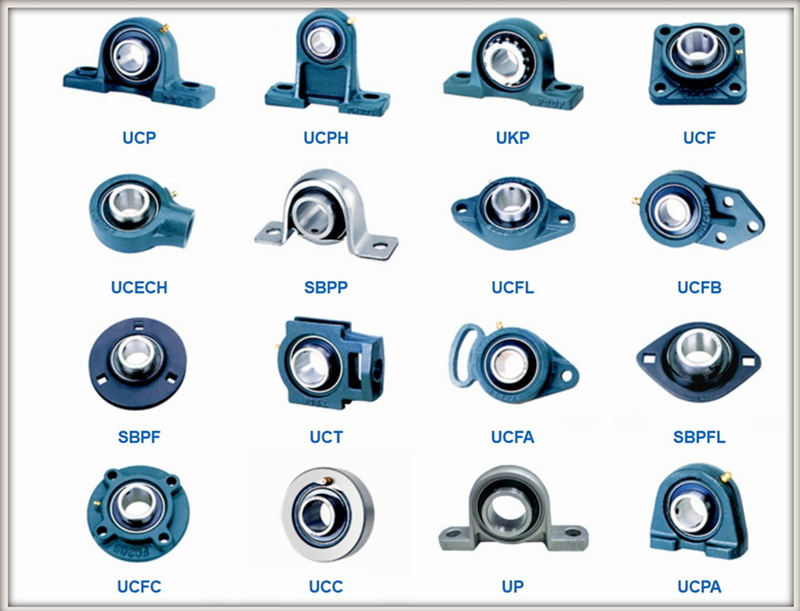 UCP UCPH UKP UCF
UCECH SBPP UCFL UCFB
SBPF UCT UCFA SBPFL
UCFC UCC UP UCPA